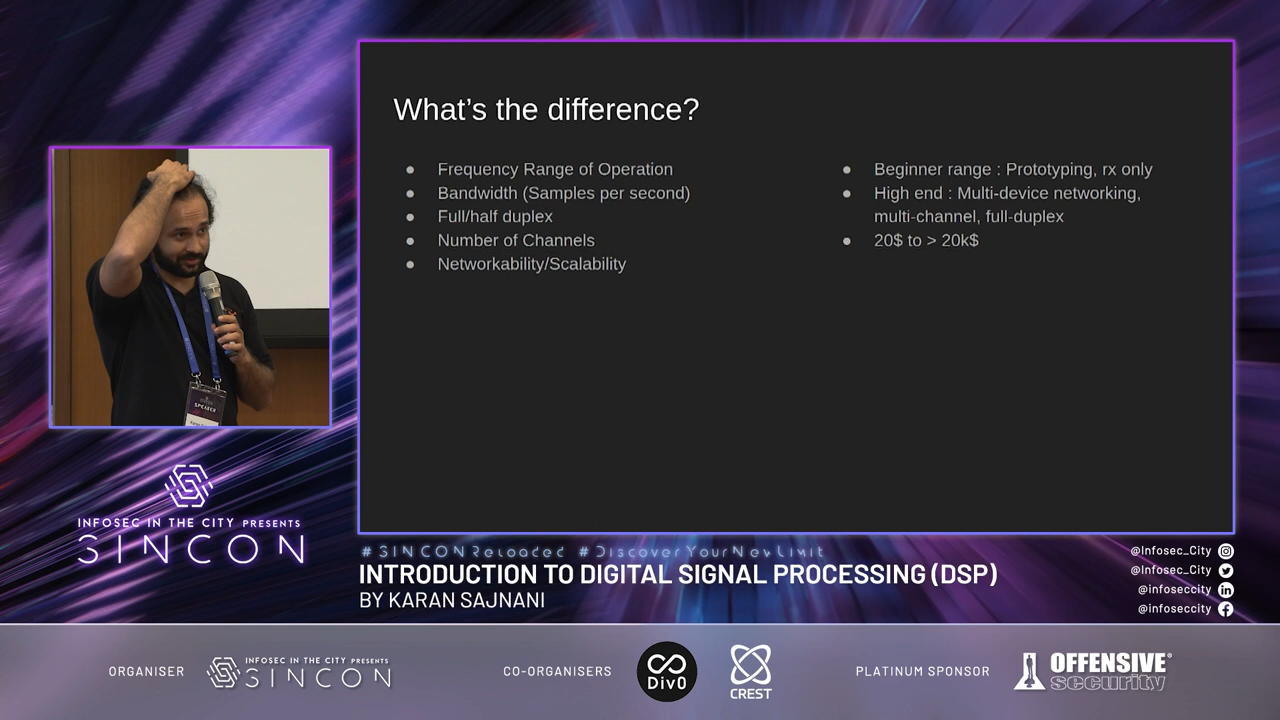 What's the difference?
Frequency Range of Operation
Bandwidth (Samples per second)
Full/half duplex
Number of Channels
Networkability/Scalability
Beginner range : Prototyping, rx only
High end : Multi-device networking,
multi-channel, full-duplex
20$ to > 20k$
SPEAKER
INFOSEC IN THE CITY PRESENTS
SINCON
#SINCONReloaded #DiscoverYourNewLimit
INTRODUCTION TO DIGITAL SIGNAL PROCESSING (DSP)
BY KARAN SAJNANI
@Infosec_City
@Infosec_City
@infoseccity
@infoseccity
ORGANISER
INFOSEC IN THE CITY PRESENTS
SINCON
CO-ORGANISERS
Div0
CREST
PLATINUM SPONSOR
OFFENSIVE®
security